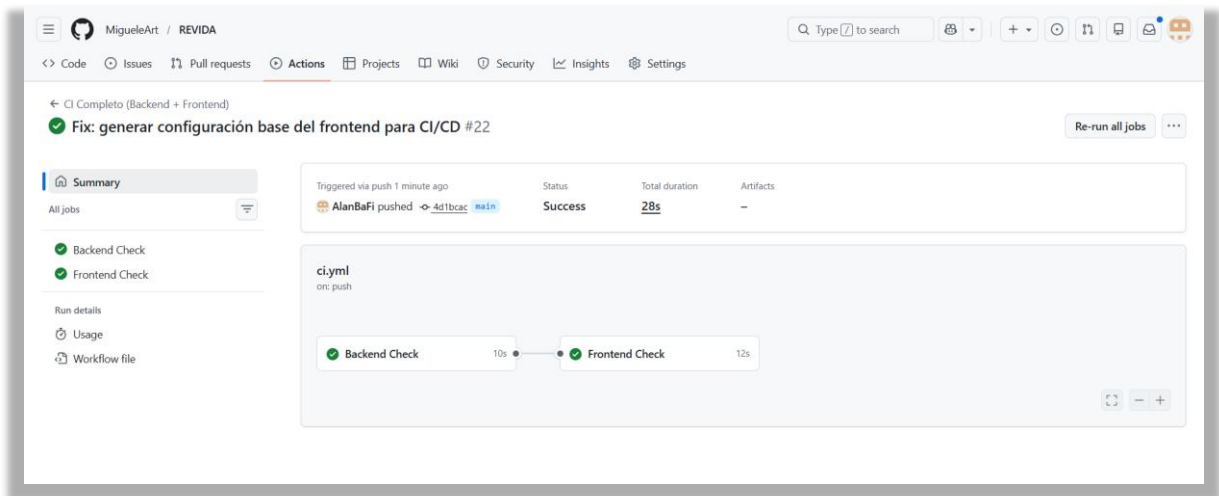 MigueleArt / REVIDA
Type / to search
Code Issues Pull requests Actions Projects Wiki Security Insights Settings
CI Completo (Backend + Frontend)
Fix: generar configuración base del frontend para CI/CD #22
Re-run all jobs
Summary
All jobs
Backend Check
Frontend Check
Run details
Usage
Workflow file
Triggered via push 1 minute ago
AlanBaFi pushed 4d1bcac main
Status
Success
Total duration
28s
Artifacts
–
ci.yml
on: push
Backend Check 10s
Frontend Check 12s